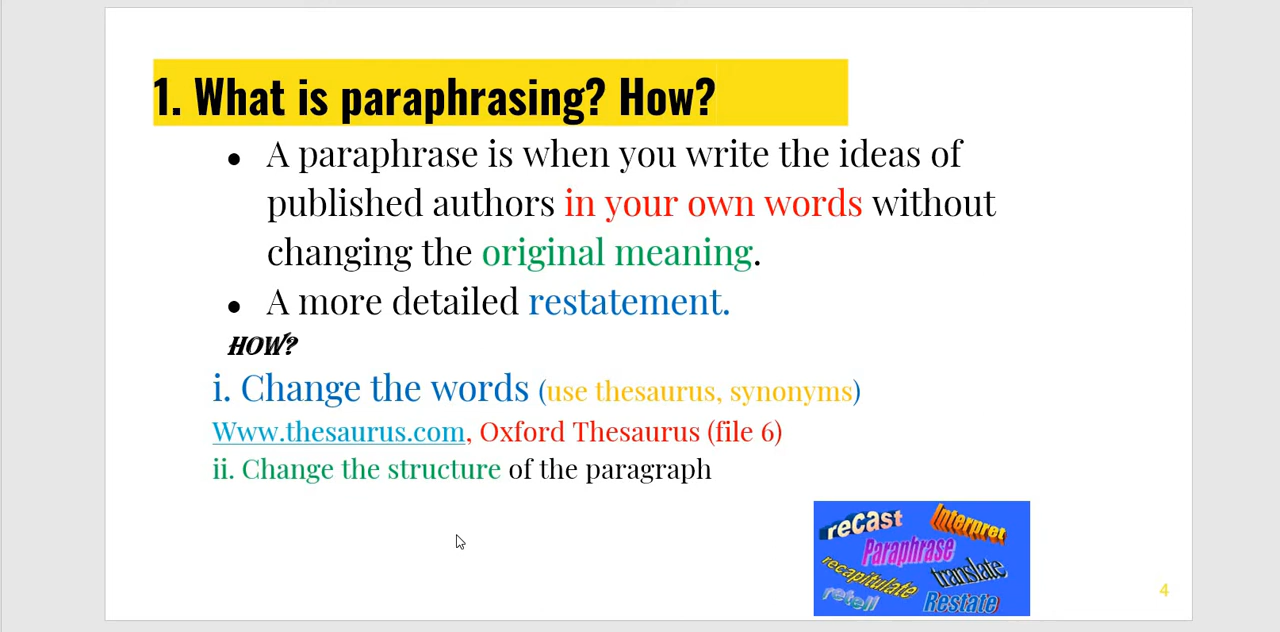 1. What is paraphrasing? How?
● A paraphrase is when you write the ideas of
published authors in your own words without
changing the original meaning.
● A more detailed restatement.
HOW?
i. Change the words (use thesaurus, synonyms)
Www.thesaurus.com, Oxford Thesaurus (file 6)
ii. Change the structure of the paragraph
recast Interpret
Paraphrase
recapitulate translate
retell Restate
4